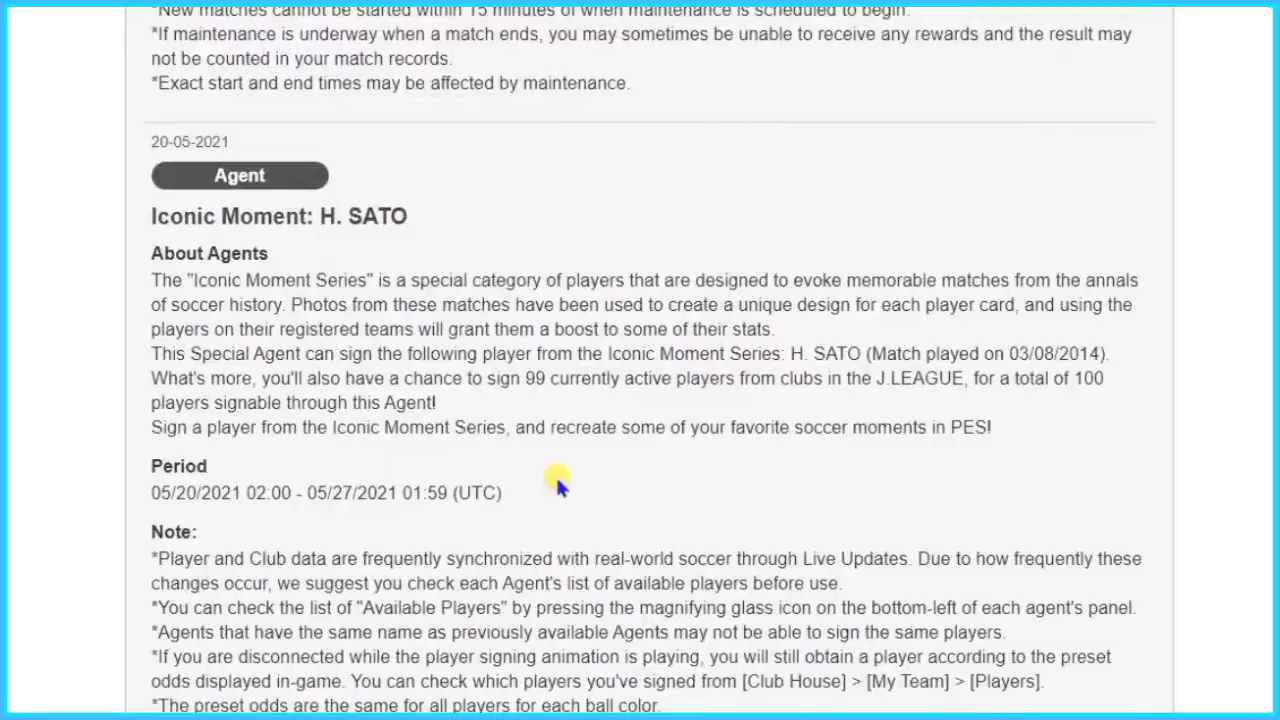 *New matches cannot be started within 15 minutes of when maintenance is scheduled to begin.
*If maintenance is underway when a match ends, you may sometimes be unable to receive any rewards and the result may
not be counted in your match records.
*Exact start and end times may be affected by maintenance.
20-05-2021
Agent
Iconic Moment: H. SATO
About Agents
The "Iconic Moment Series" is a special category of players that are designed to evoke memorable matches from the annals
of soccer history. Photos from these matches have been used to create a unique design for each player card, and using the
players on their registered teams will grant them a boost to some of their stats.
This Special Agent can sign the following player from the Iconic Moment Series: H. SATO (Match played on 03/08/2014).
What's more, you'll also have a chance to sign 99 currently active players from clubs in the J.LEAGUE, for a total of 100
players signable through this Agent!
Sign a player from the Iconic Moment Series, and recreate some of your favorite soccer moments in PES!
Period
05/20/2021 02:00 - 05/27/2021 01:59 (UTC)
Note:
*Player and Club data are frequently synchronized with real-world soccer through Live Updates. Due to how frequently these
changes occur, we suggest you check each Agent's list of available players before use.
*You can check the list of "Available Players" by pressing the magnifying glass icon on the bottom-left of each agent's panel.
*Agents that have the same name as previously available Agents may not be able to sign the same players.
*If you are disconnected while the player signing animation is playing, you will still obtain a player according to the preset
odds displayed in-game. You can check which players you've signed from [Club House] > [My Team] > [Players].
*The preset odds are the same for all players for each ball color.